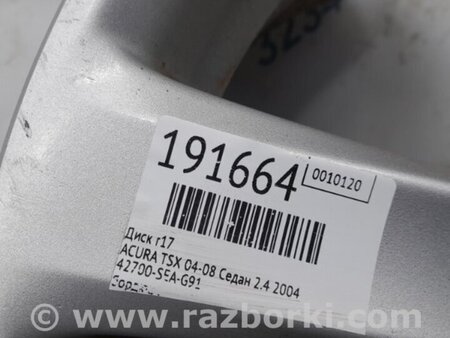 191664
0010120
Диск r17
ACURA TSX 04-08 Седан 2.4 2004
42700-SEA-G91
www.razborki.com